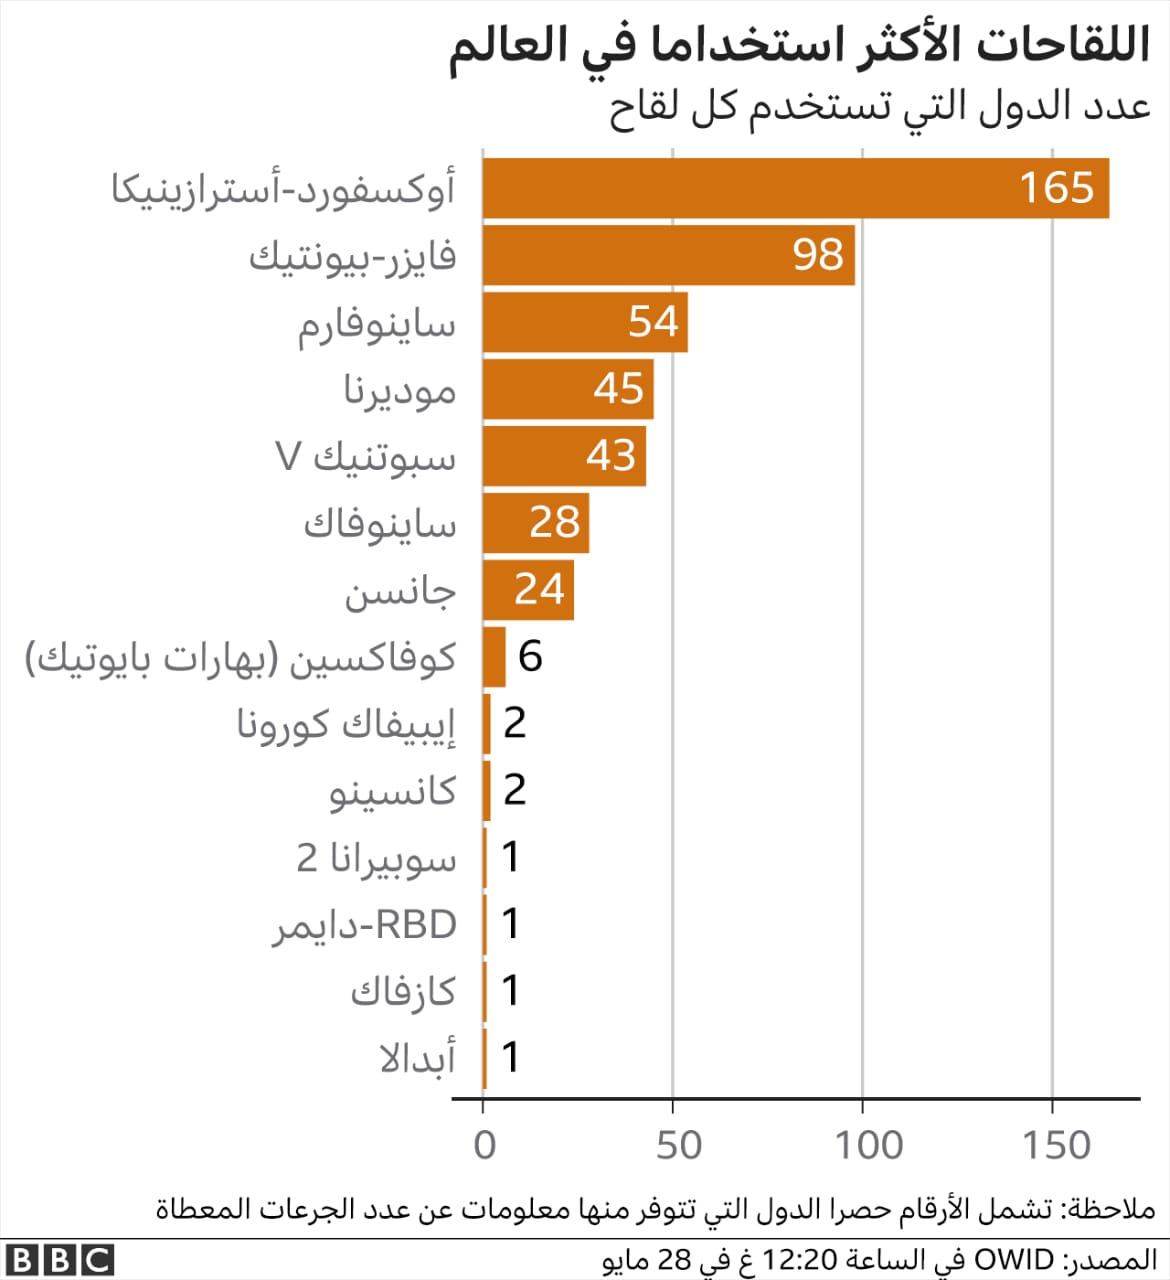 اللقاحات الأكثر استخداما في العالم
عدد الدول التي تستخدم كل لقاح
أوكسفورد-أسترازينيكا 165
فايزر-بيونتيك 98
ساينوفارم 54
موديرنا 45
سبوتنيك V 43
ساينوفاك 28
جانسن 24
كوفاكسين (بهارات بايوتيك) 6
إيبيفاك كورونا 2
كانسينو 2
سوبيرانا 2 1
RBD-دايمر 1
كازفاك 1
أبدالا 1
0 50 100 150
ملاحظة: تشمل الأرقام حصرا الدول التي تتوفر منها معلومات عن عدد الجرعات المعطاة
المصدر: OWID في الساعة 12:20 غ في 28 مايو
BBC